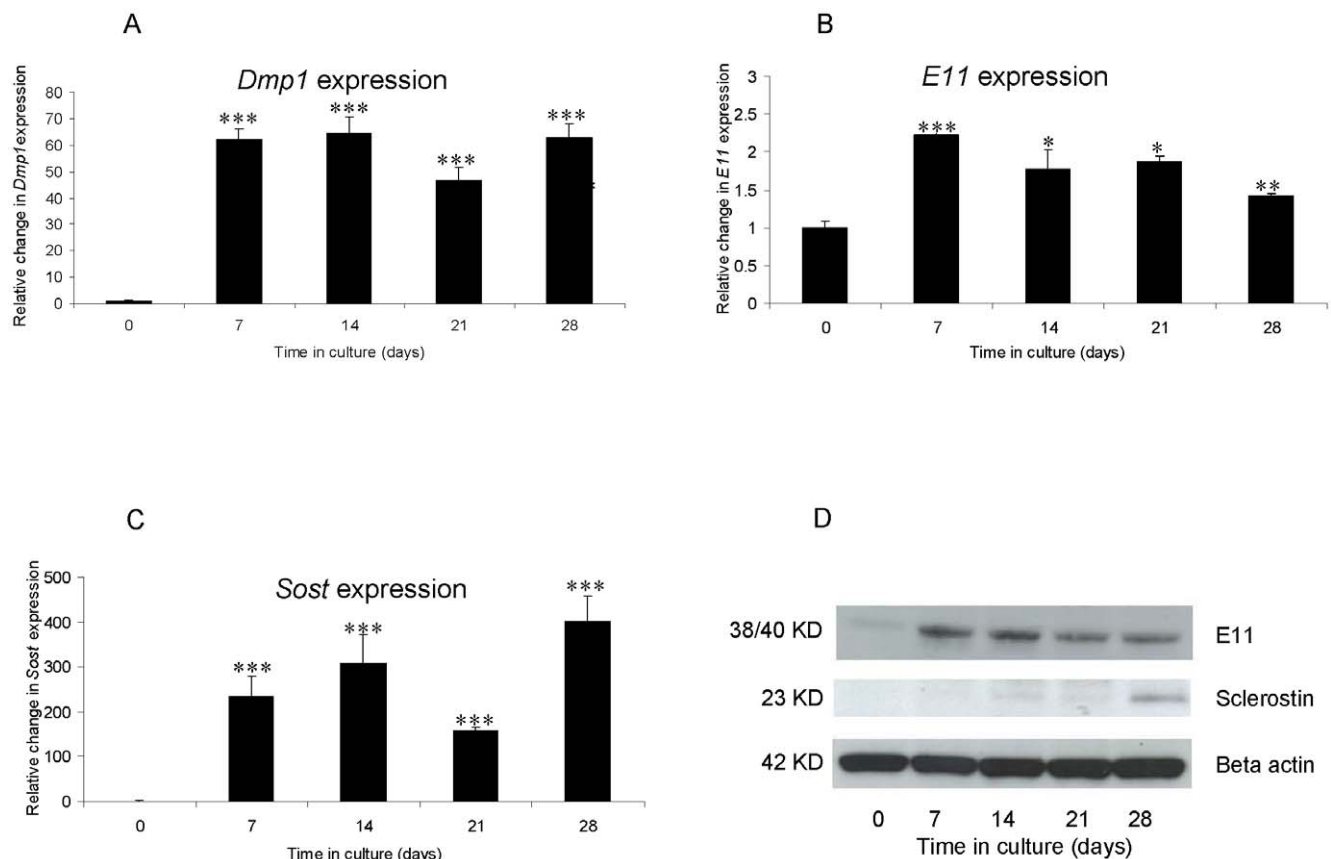 A
Dmp1 expression
Relative change in Dmp1 expression
80
70
60
50
40
30
20
10
0
***
***
***
***
0 7 14 21 28
Time in culture (days)
B
E11 expression
Relative change in E11 expression
3
2.5
2
1.5
1
0.5
0
***
*
*
**
0 7 14 21 28
Time in culture (days)
C
Sost expression
Relative change in Sost expression
500
400
300
200
100
0
***
***
***
***
0 7 14 21 28
Time in culture (days)
D
38/40 KD E11
23 KD Sclerostin
42 KD Beta actin
0 7 14 21 28
Time in culture (days)